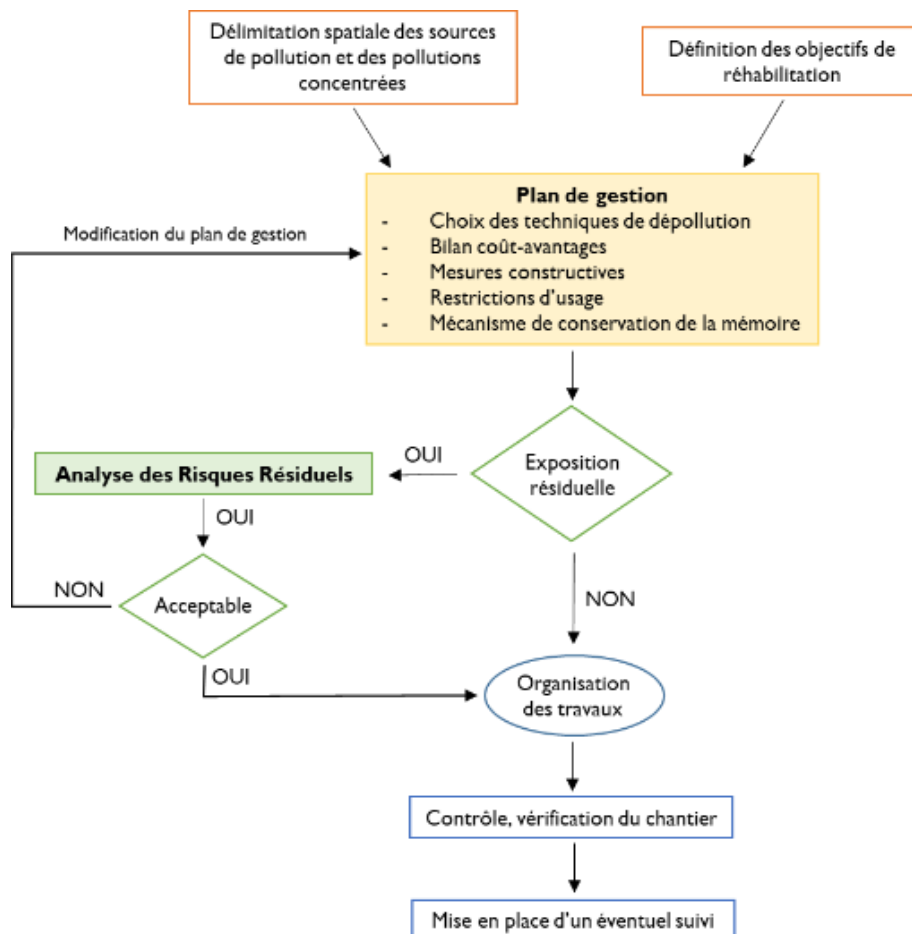 Délimitation spatiale des sources
de pollution et des pollutions
concentrées
Définition des objectifs de
réhabilitation
Plan de gestion
- Choix des techniques de dépollution
- Bilan coût-avantages
- Mesures constructives
- Restrictions d'usage
- Mécanisme de conservation de la mémoire
Modification du plan de gestion
OUI
Exposition
résiduelle
Analyse des Risques Résiduels
OUI
NON
Acceptable
NON
OUI
Organisation
des travaux
Contrôle, vérification du chantier
Mise en place d'un éventuel suivi